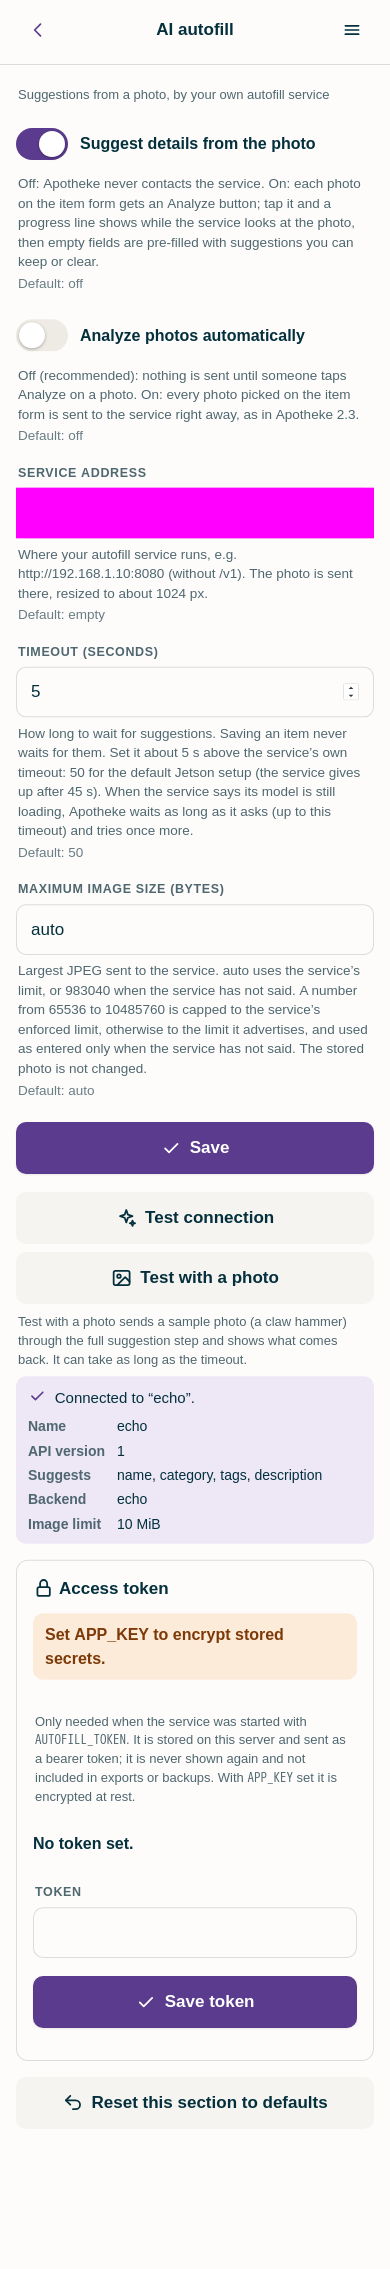 AI autofill
Suggestions from a photo, by your own autofill service
Suggest details from the photo
Off: Apotheke never contacts the service. On: each photo
on the item form gets an Analyze button; tap it and a
progress line shows while the service looks at the photo,
then empty fields are pre-filled with suggestions you can
keep or clear.
Default: off
Analyze photos automatically
Off (recommended): nothing is sent until someone taps
Analyze on a photo. On: every photo picked on the item
form is sent to the service right away, as in Apotheke 2.3.
Default: off
SERVICE ADDRESS
Where your autofill service runs, e.g.
http://192.168.1.10:8080 (without /v1). The photo is sent
there, resized to about 1024 px.
Default: empty
TIMEOUT (SECONDS)
5
How long to wait for suggestions. Saving an item never
waits for them. Set it about 5 s above the service’s own
timeout: 50 for the default Jetson setup (the service gives
up after 45 s). When the service says its model is still
loading, Apotheke waits as long as it asks (up to this
timeout) and tries once more.
Default: 50
MAXIMUM IMAGE SIZE (BYTES)
auto
Largest JPEG sent to the service. auto uses the service’s
limit, or 983040 when the service has not said. A number
from 65536 to 10485760 is capped to the service’s
enforced limit, otherwise to the limit it advertises, and used
as entered only when the service has not said. The stored
photo is not changed.
Default: auto
Save
Test connection
Test with a photo
Test with a photo sends a sample photo (a claw hammer)
through the full suggestion step and shows what comes
back. It can take as long as the timeout.
Connected to “echo”.
Name echo
API version 1
Suggests name, category, tags, description
Backend echo
Image limit 10 MiB
Access token
Set APP_KEY to encrypt stored
secrets.
Only needed when the service was started with
AUTOFILL_TOKEN. It is stored on this server and sent as
a bearer token; it is never shown again and not
included in exports or backups. With APP_KEY set it is
encrypted at rest.
No token set.
TOKEN
Save token
Reset this section to defaults